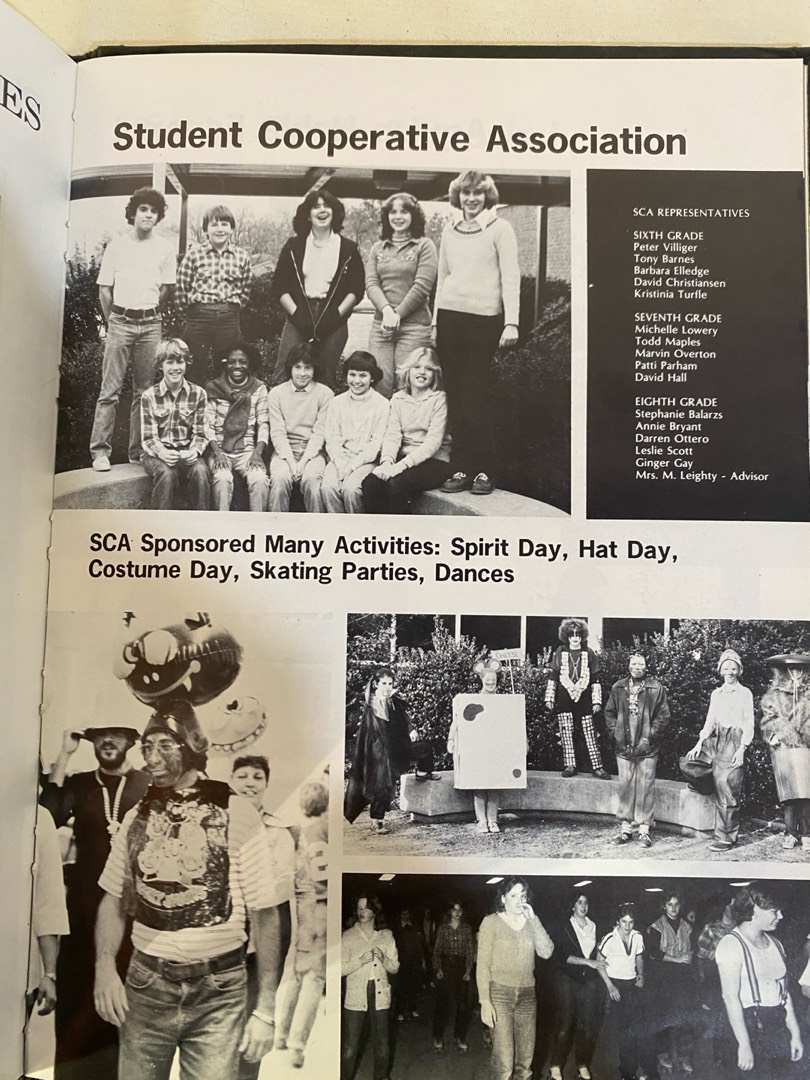 ES
Student Cooperative Association
SCA REPRESENTATIVES
SIXTH GRADE
Peter Villiger
Tony Barnes
Barbara Elledge
David Christiansen
Kristinia Turfle
SEVENTH GRADE
Michelle Lowery
Todd Maples
Marvin Overton
Patti Parham
David Hall
EIGHTH GRADE
Stephanie Balarzs
Annie Bryant
Darren Ottero
Leslie Scott
Ginger Gay
Mrs. M. Leighty - Advisor
SCA Sponsored Many Activities: Spirit Day, Hat Day,
Costume Day, Skating Parties, Dances
CHEESE